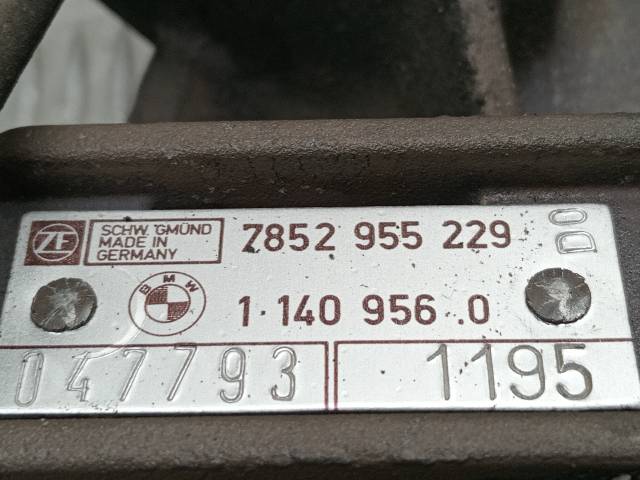 ZF
SCHW. GMÜND
MADE IN
GERMANY
7852 955 229
DO
BMW
1·140 956.0
047793
1195